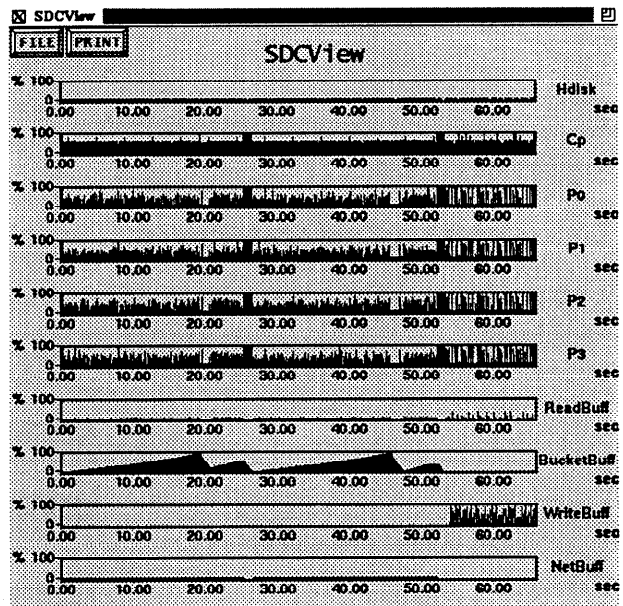 SDCView
FILE PRINT
SDCView
% 100 Hdisk
0
0.00 10.00 20.00 30.00 40.00 50.00 60.00 sec
% 100 Cp
0
0.00 10.00 20.00 30.00 40.00 50.00 60.00 sec
% 100 P0
0
0.00 10.00 20.00 30.00 40.00 50.00 60.00 sec
% 100 P1
0
0.00 10.00 20.00 30.00 40.00 50.00 60.00 sec
% 100 P2
0
0.00 10.00 20.00 30.00 40.00 50.00 60.00 sec
% 100 P3
0
0.00 10.00 20.00 30.00 40.00 50.00 60.00 sec
% 100 ReadBuff
0
0.00 10.00 20.00 30.00 40.00 50.00 60.00 sec
% 100 BucketBuff
0
0.00 10.00 20.00 30.00 40.00 50.00 60.00 sec
% 100 WriteBuff
0
0.00 10.00 20.00 30.00 40.00 50.00 60.00 sec
% 100 NetBuff
0
0.00 10.00 20.00 30.00 40.00 50.00 60.00 sec